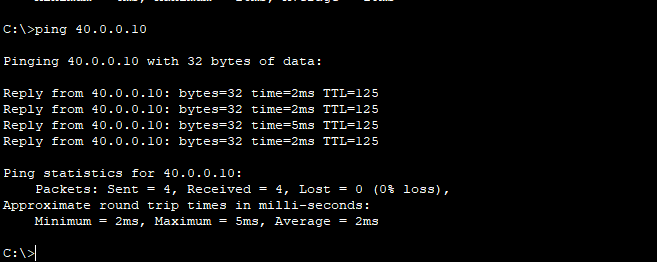 C:\>ping 40.0.0.10
Pinging 40.0.0.10 with 32 bytes of data:
Reply from 40.0.0.10: bytes=32 time=2ms TTL=125
Reply from 40.0.0.10: bytes=32 time=2ms TTL=125
Reply from 40.0.0.10: bytes=32 time=5ms TTL=125
Reply from 40.0.0.10: bytes=32 time=2ms TTL=125
Ping statistics for 40.0.0.10:
Packets: Sent = 4, Received = 4, Lost = 0 (0% loss),
Approximate round trip times in milli-seconds:
Minimum = 2ms, Maximum = 5ms, Average = 2ms
C:\>